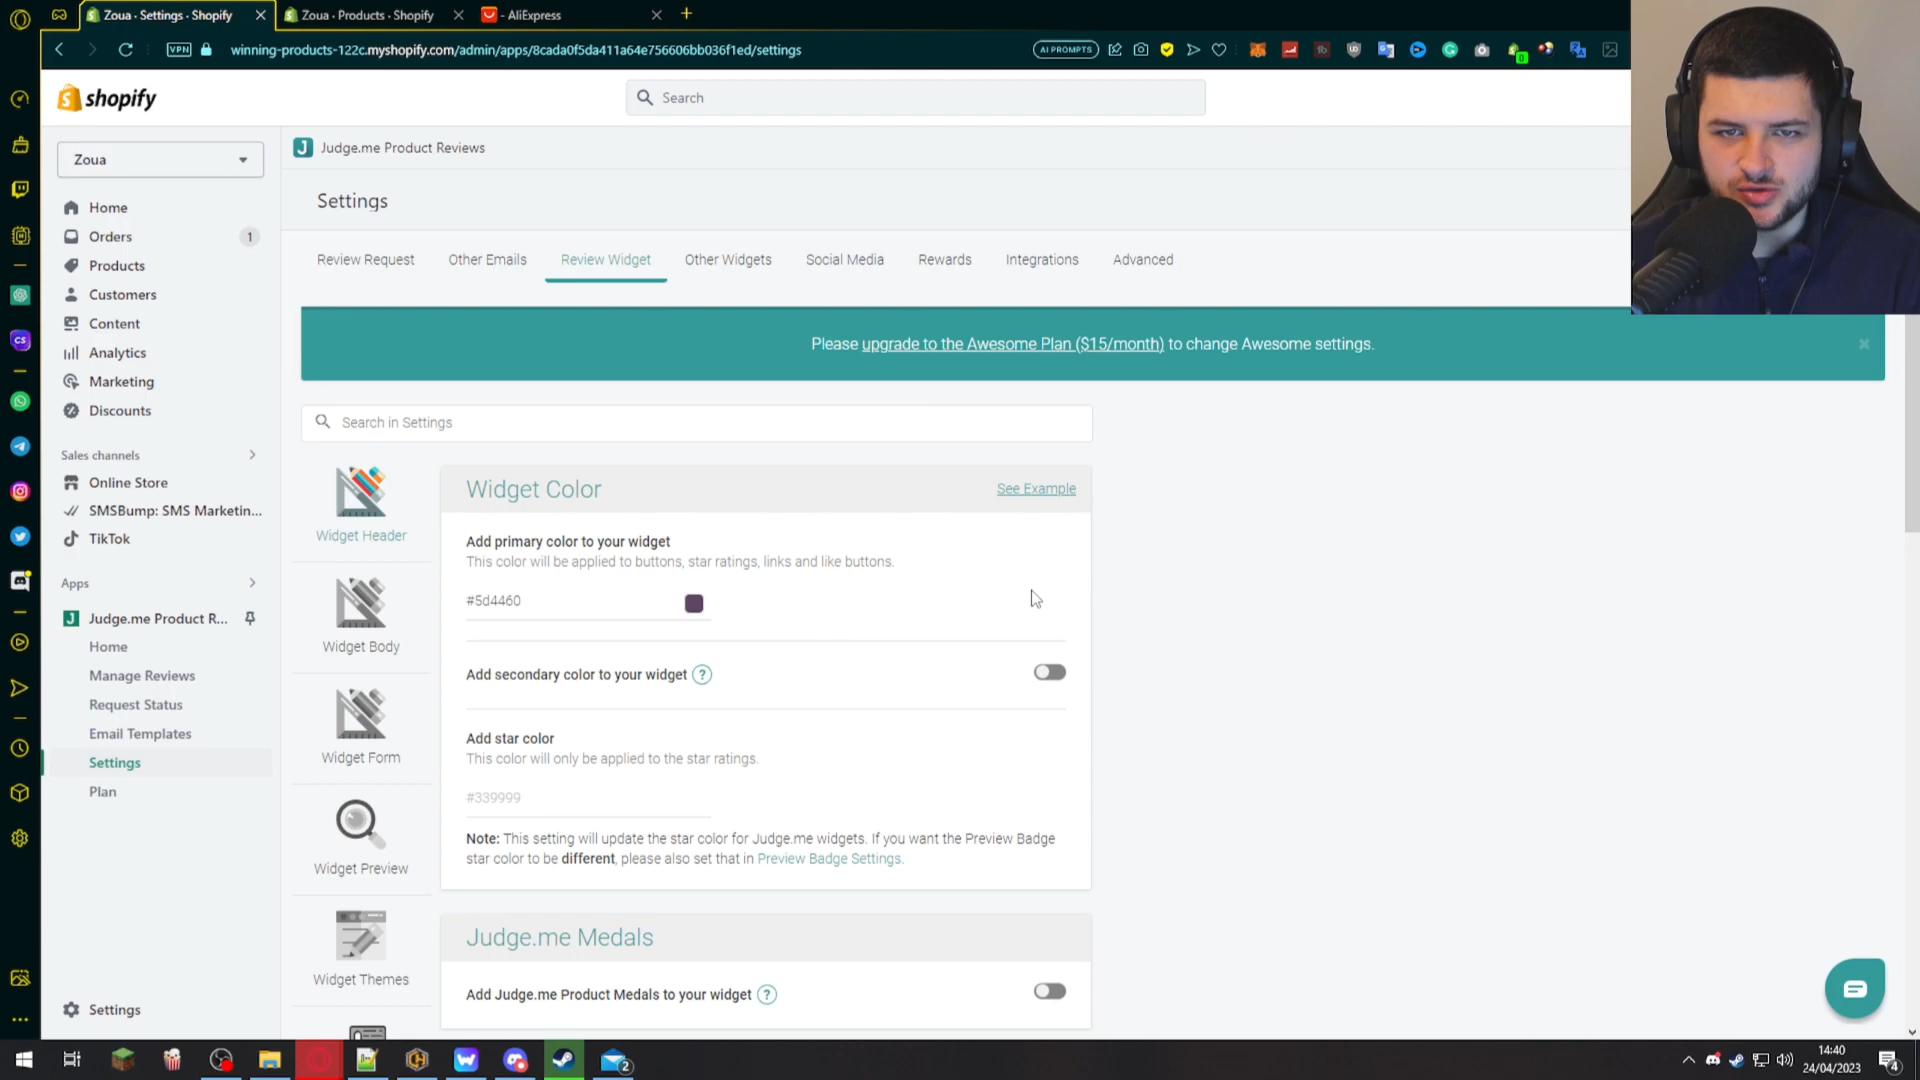 Zoua · Settings · Shopify
Zoua · Products · Shopify
- AliExpress
VPN
winning-products-122c.myshopify.com/admin/apps/8cada0f5da411a64e756606bb036f1ed/settings
AI PROMPTS
0
shopify
Search
Zoua
J Judge.me Product Reviews
Home
Orders 1
Products
Customers
Content
Analytics
Marketing
Discounts
Sales channels
Online Store
SMSBump: SMS Marketin...
TikTok
Apps
J Judge.me Product R...
Home
Manage Reviews
Request Status
Email Templates
Settings
Plan
Settings
CS
Settings
Review Request
Other Emails
Review Widget
Other Widgets
Social Media
Rewards
Integrations
Advanced
Please upgrade to the Awesome Plan ($15/month) to change Awesome settings.
Search in Settings
Widget Header
Widget Body
Widget Form
Widget Preview
Widget Themes
Widget Color
See Example
Add primary color to your widget
This color will be applied to buttons, star ratings, links and like buttons.
#5d4460
Add secondary color to your widget ?
Add star color
This color will only be applied to the star ratings.
#339999
Note: This setting will update the star color for Judge.me widgets. If you want the Preview Badge
star color to be different, please also set that in Preview Badge Settings.
Judge.me Medals
Add Judge.me Product Medals to your widget ?
2
14:40
24/04/2023
4